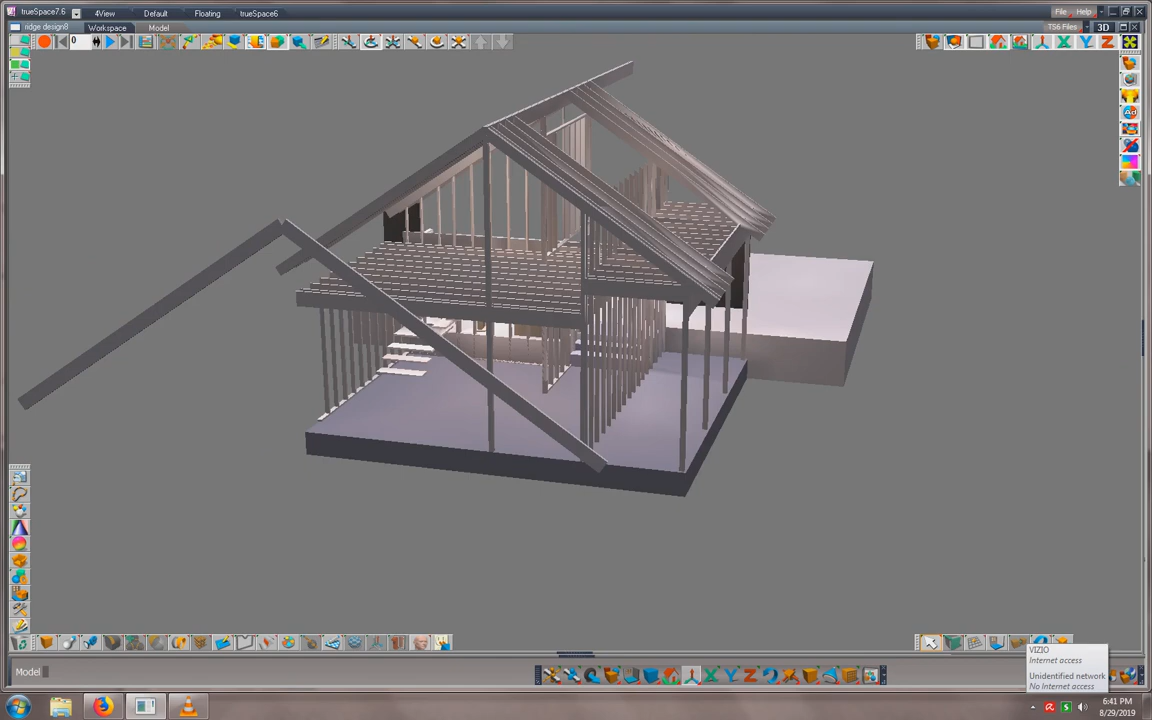 trueSpace7.6
4View
Default
Floating
trueSpace6
File
Help
ridge design8
Workspace
Model
TS6 Files
3D
0
Ad
Model
VIZIO
Internet access
Unidentified network
No Internet access
6:41 PM
8/29/2019